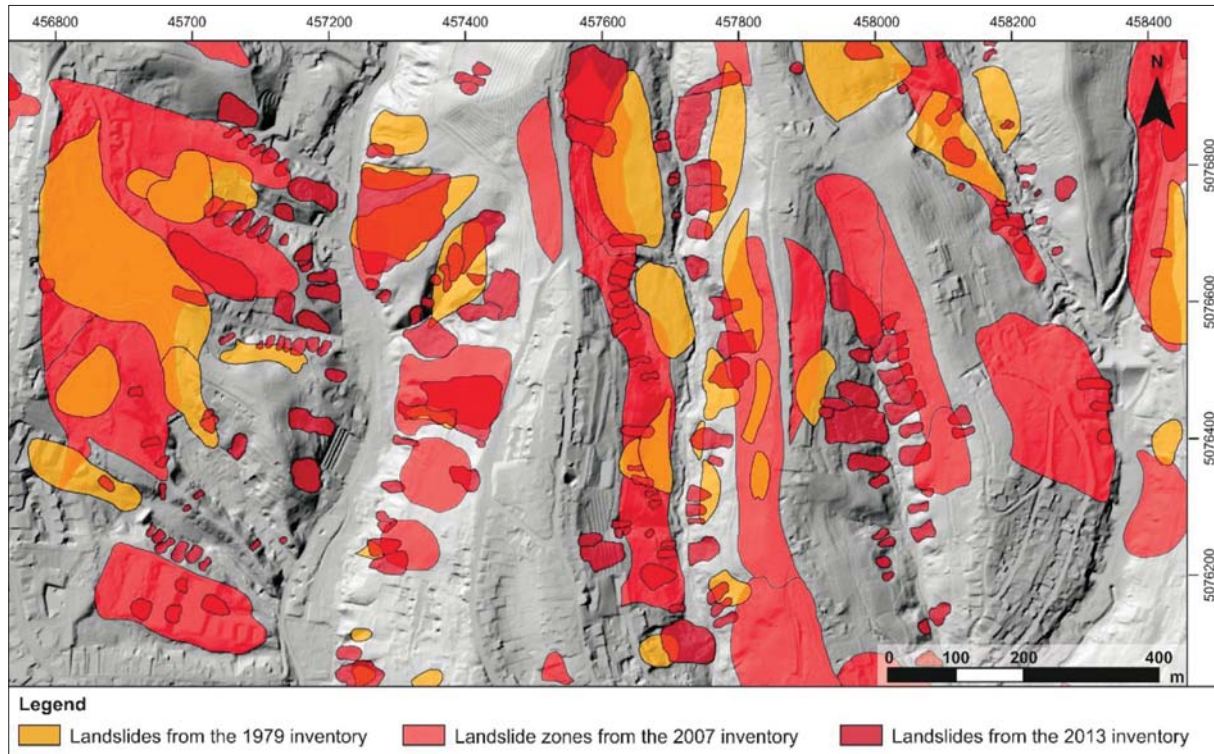 456800 457000 457200 457400 457600 457800 458000 458200 458400
N
5076800
5076600
5076400
5076200
0 100 200 400
m
Legend
Landslides from the 1979 inventory Landslide zones from the 2007 inventory Landslides from the 2013 inventory